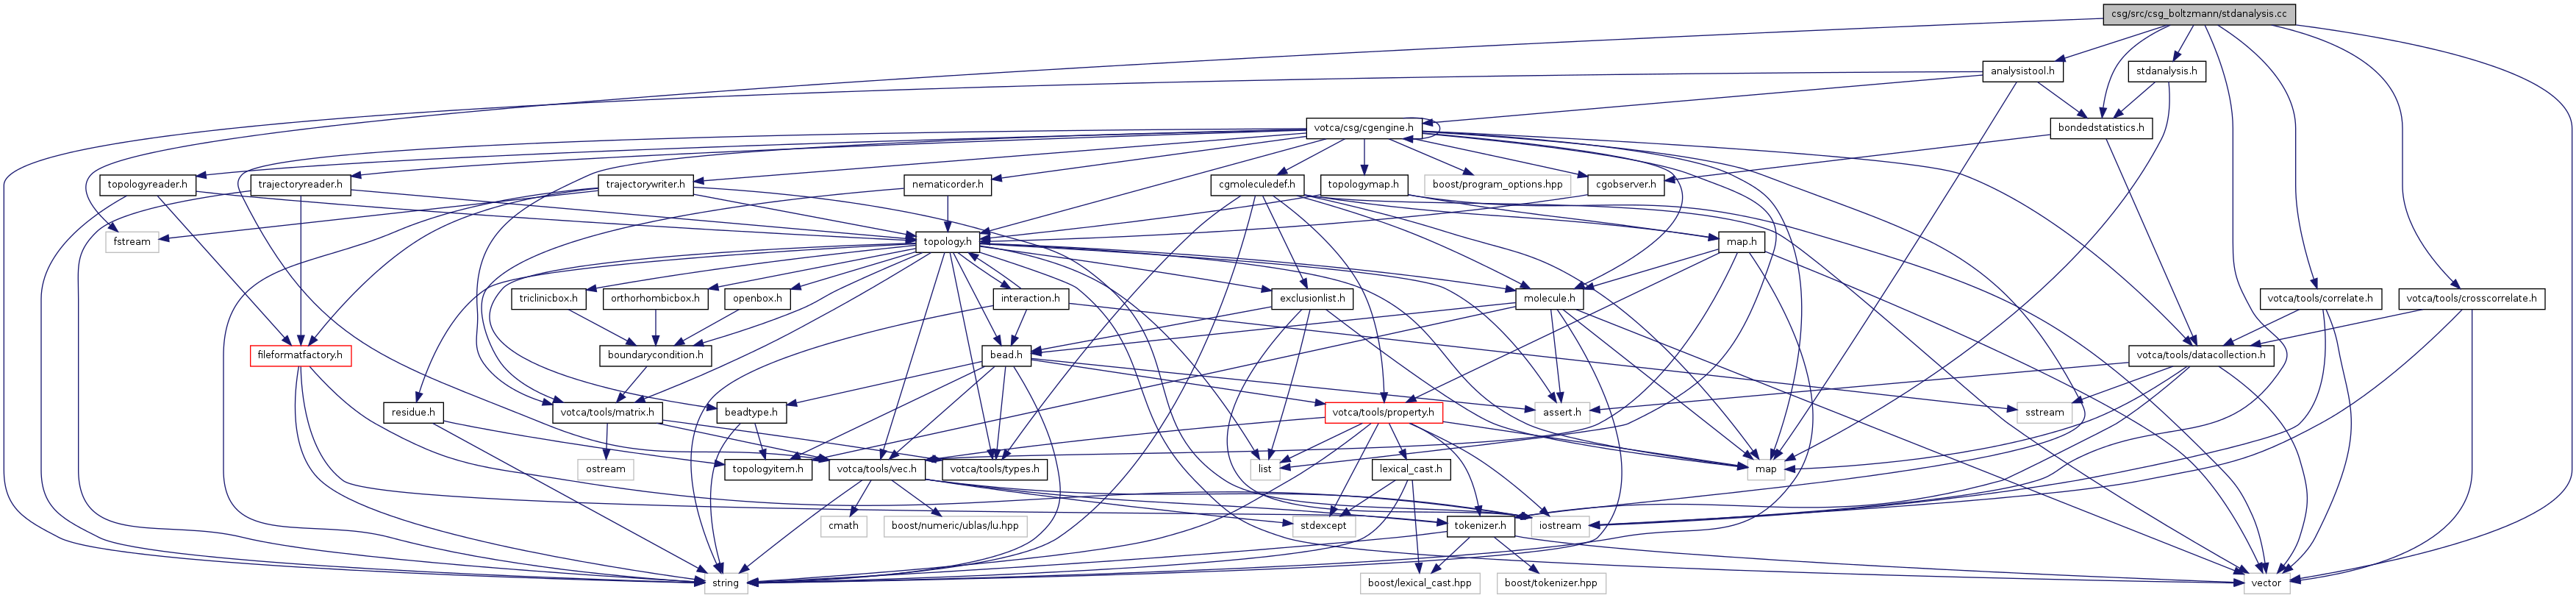 csg/src/csg_boltzmann/stdanalysis.cc
analysistool.h
stdanalysis.h
votca/csg/cgengine.h
bondedstatistics.h
topologyreader.h
trajectoryreader.h
trajectorywriter.h
nematicorder.h
cgmoleculedef.h
topologymap.h
boost/program_options.hpp
cgobserver.h
fstream
topology.h
map.h
triclinicbox.h
orthorhombicbox.h
openbox.h
interaction.h
exclusionlist.h
molecule.h
votca/tools/correlate.h
votca/tools/crosscorrelate.h
fileformatfactory.h
boundarycondition.h
bead.h
votca/tools/datacollection.h
residue.h
votca/tools/matrix.h
beadtype.h
assert.h
votca/tools/property.h
sstream
ostream
topologyitem.h
votca/tools/vec.h
votca/tools/types.h
list
lexical_cast.h
map
cmath
boost/numeric/ublas/lu.hpp
stdexcept
tokenizer.h
iostream
string
boost/lexical_cast.hpp
boost/tokenizer.hpp
vector